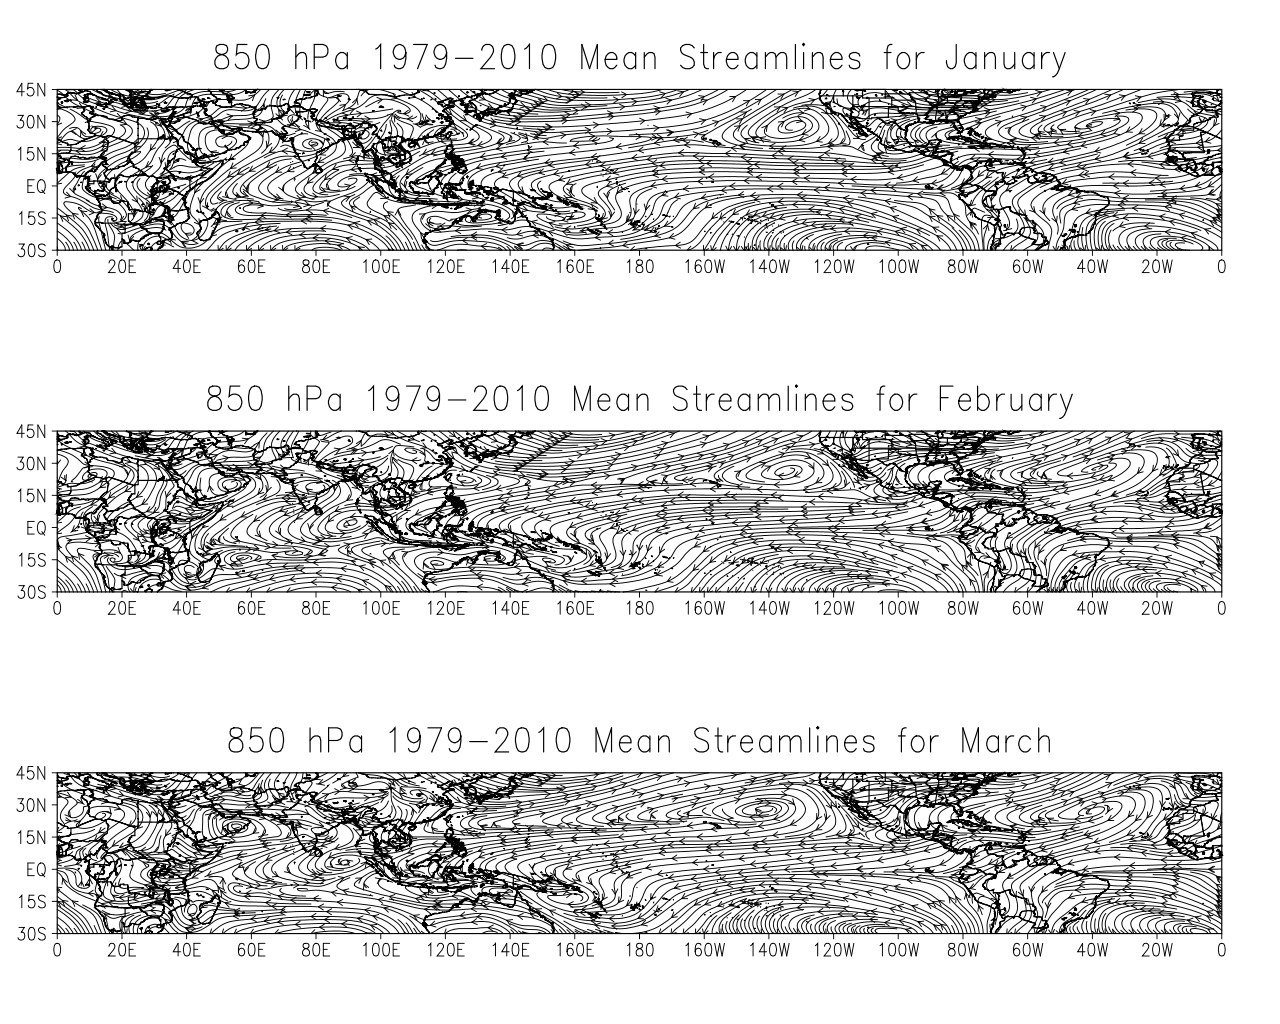 850 hPa 1979-2010 Mean Streamlines for January
45N
30N
15N
EQ
15S
30S
0 20E 40E 60E 80E 100E 120E 140E 160E 180 160W 140W 120W 100W 80W 60W 40W 20W 0
850 hPa 1979-2010 Mean Streamlines for February
45N
30N
15N
EQ
15S
30S
0 20E 40E 60E 80E 100E 120E 140E 160E 180 160W 140W 120W 100W 80W 60W 40W 20W 0
850 hPa 1979-2010 Mean Streamlines for March
45N
30N
15N
EQ
15S
30S
0 20E 40E 60E 80E 100E 120E 140E 160E 180 160W 140W 120W 100W 80W 60W 40W 20W 0